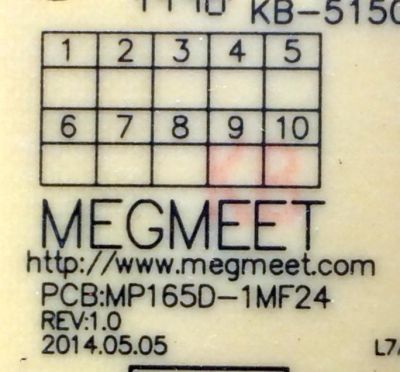 KB-5150
1 2 3 4 5
6 7 8 9 10
MEGMEET
http://www.megmeet.com
PCB:MP165D-1MF24
REV:1.0
2014.05.05